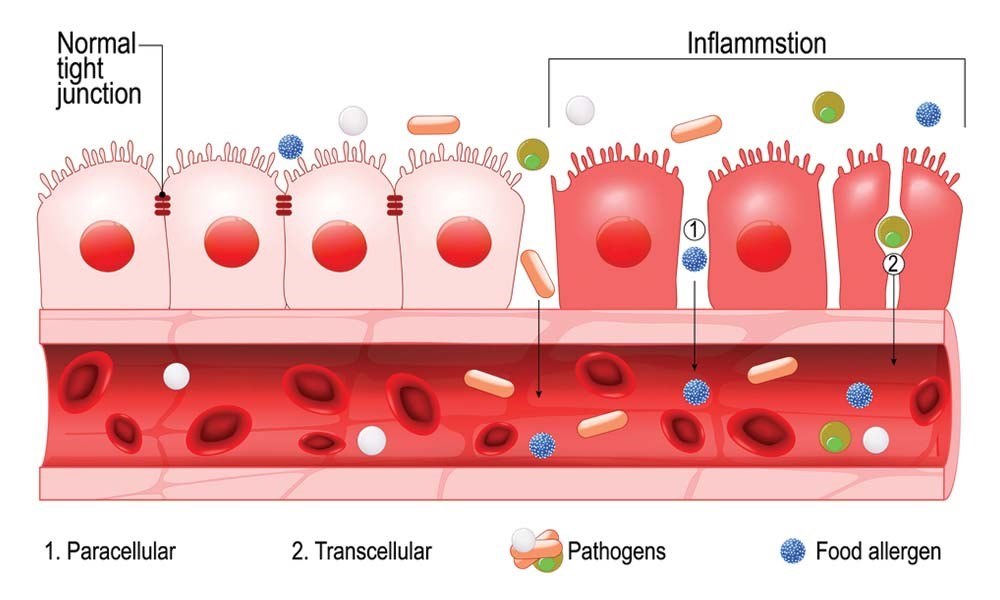 Normal
tight
junction
Inflammstion
1
2
1. Paracellular
2. Transcellular
Pathogens
Food allergen